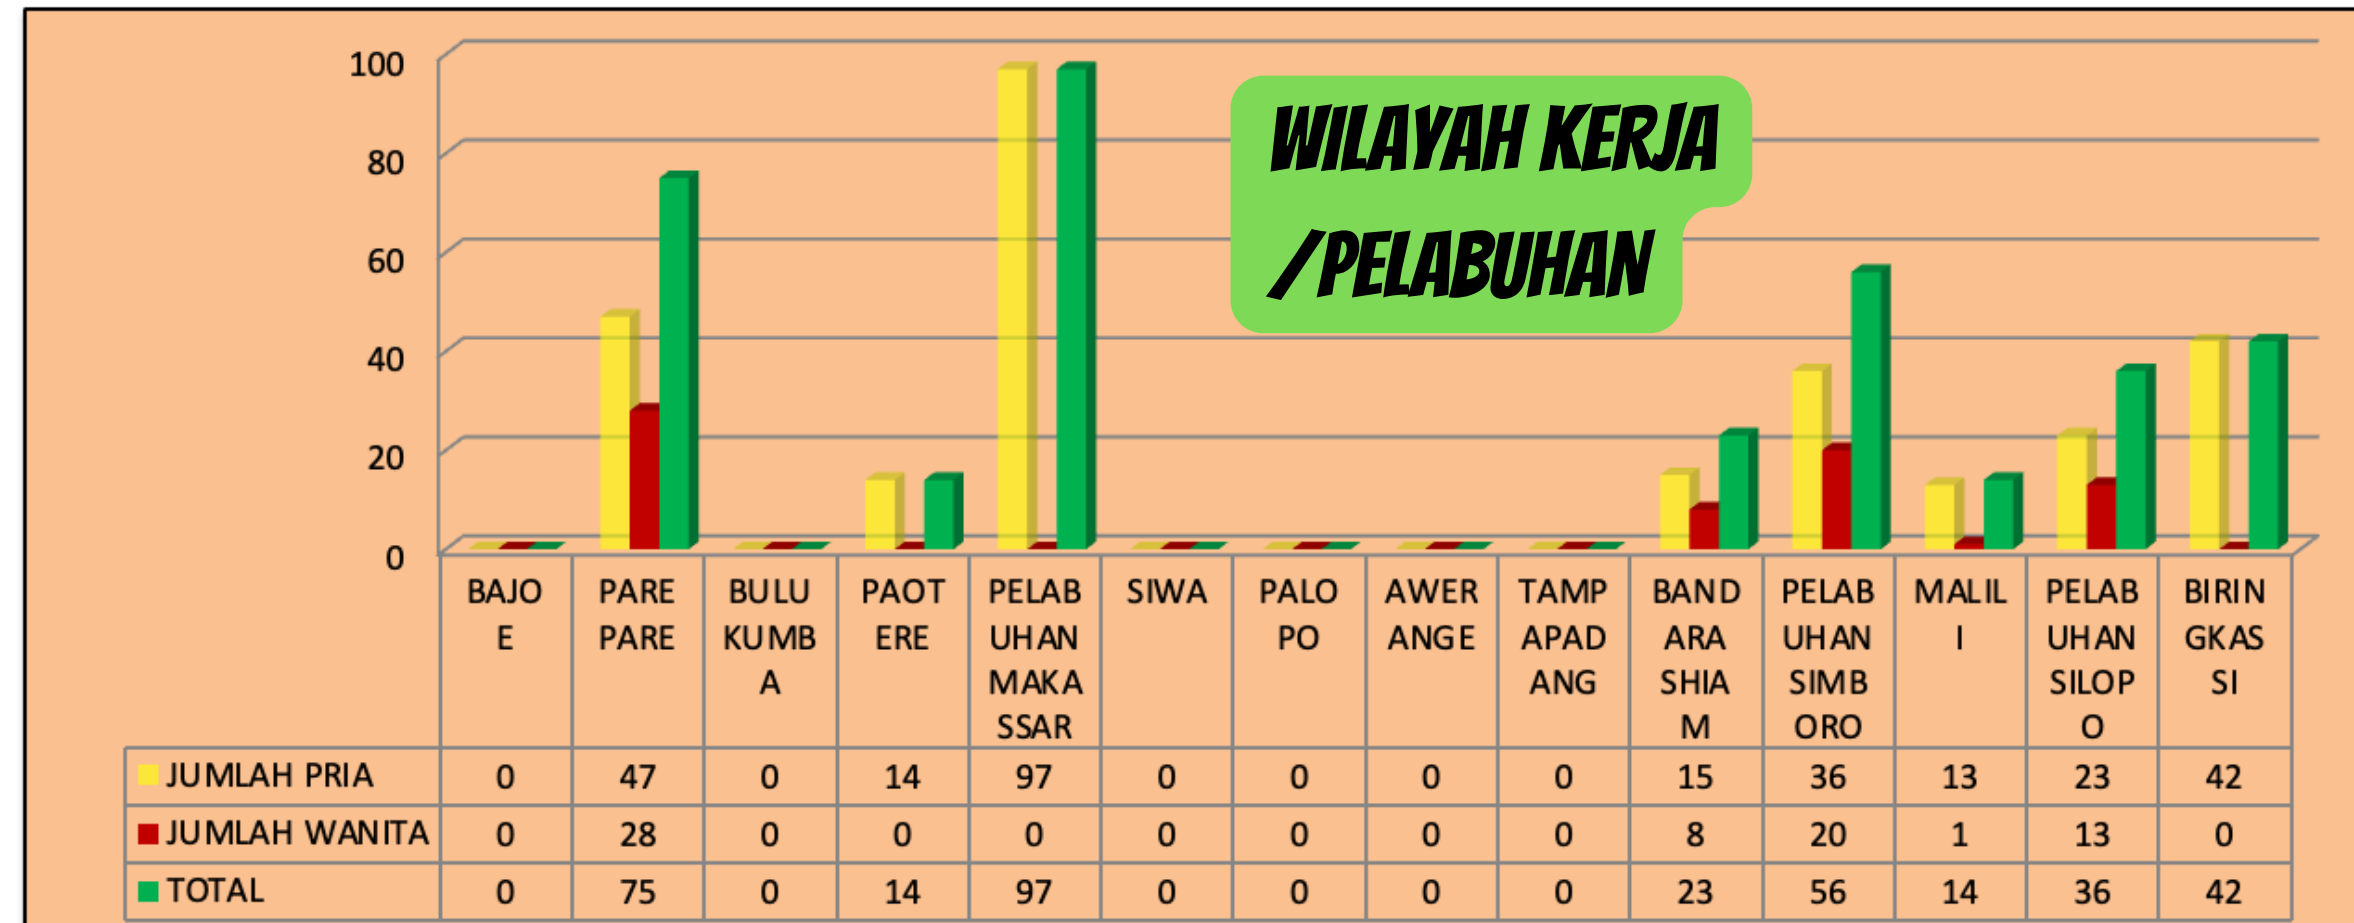 WILAYAH KERJA
/PELABUHAN
100
80
60
40
20
0
BAJO
E
PARE
PARE
BULU
KUMB
A
PAOT
ERE
PELAB
UHAN
MAKA
SSAR
SIWA
PALO
PO
AWER
ANGE
TAMP
APAD
ANG
BAND
ARA
SHIA
M
PELAB
UHAN
SIMB
ORO
MALIL
I
PELAB
UHAN
SILOP
O
BIRIN
GKAS
SI
JUMLAH PRIA 0 47 0 14 97 0 0 0 0 15 36 13 23 42
JUMLAH WANITA 0 28 0 0 0 0 0 0 0 8 20 1 13 0
TOTAL 0 75 0 14 97 0 0 0 0 23 56 14 36 42